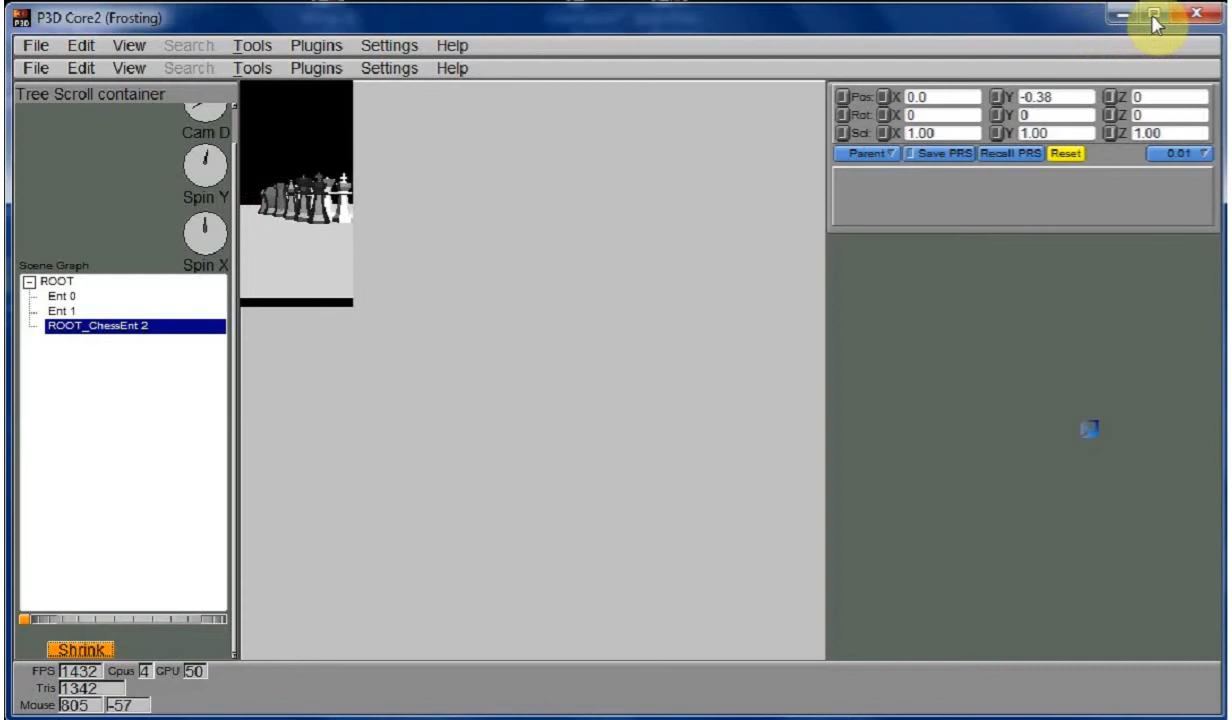 P3D Core2 (Frosting)
File Edit View Search Tools Plugins Settings Help
File Edit View Search Tools Plugins Settings Help
Tree Scroll container
Cam D
Spin Y
Spin X
Scene Graph
ROOT
Ent 0
Ent 1
ROOT_ChessEnt 2
Shrink
FPS 1432 Cpus 4 GPU 50
Tris 1342
Mouse 805 -57
Pos: X 0.0 Y -0.38 Z 0
Rot: X 0 Y 0 Z 0
Scl: X 1.00 Y 1.00 Z 1.00
Parent Save PRS Recall PRS Reset 0.01